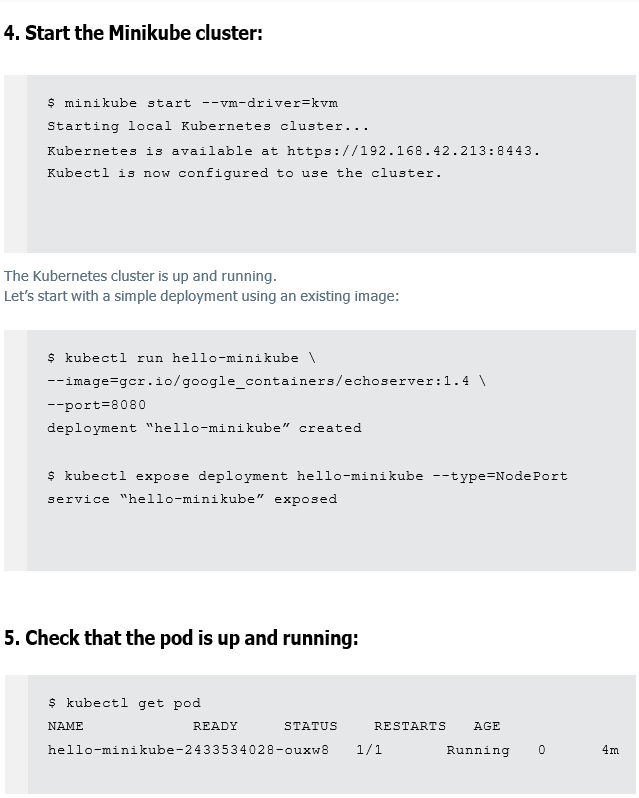 4. Start the Minikube cluster:
$ minikube start --vm-driver=kvm
Starting local Kubernetes cluster...
Kubernetes is available at https://192.168.42.213:8443.
Kubectl is now configured to use the cluster.
The Kubernetes cluster is up and running.
Let’s start with a simple deployment using an existing image:
$ kubectl run hello-minikube \
--image=gcr.io/google_containers/echoserver:1.4 \
--port=8080
deployment “hello-minikube” created
$ kubectl expose deployment hello-minikube --type=NodePort
service “hello-minikube” exposed
5. Check that the pod is up and running:
$ kubectl get pod
NAME READY STATUS RESTARTS AGE
hello-minikube-2433534028-ouxw8 1/1 Running 0 4m